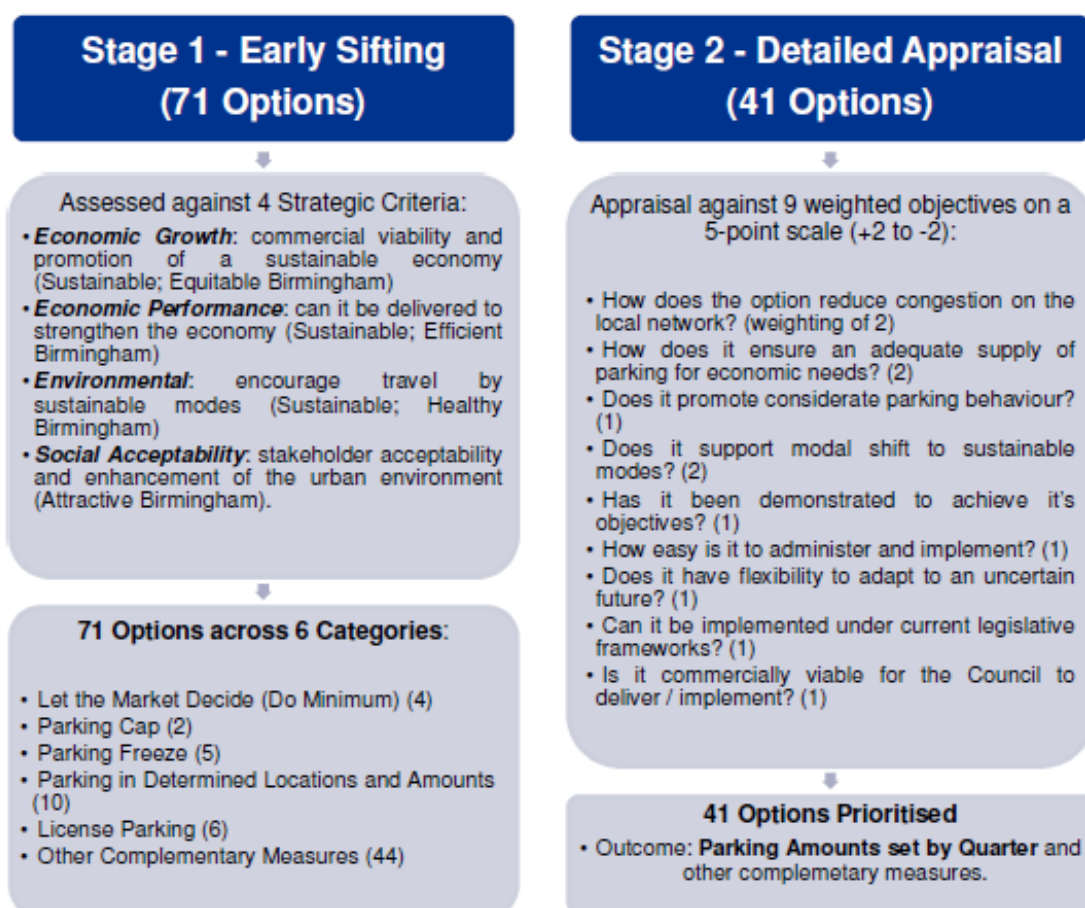 Stage 1 - Early Sifting
(71 Options)
Assessed against 4 Strategic Criteria:
• Economic Growth: commercial viability and
promotion of a sustainable economy
(Sustainable; Equitable Birmingham)
• Economic Performance: can it be delivered to
strengthen the economy (Sustainable; Efficient
Birmingham)
• Environmental: encourage travel by
sustainable modes (Sustainable; Healthy
Birmingham)
• Social Acceptability: stakeholder acceptability
and enhancement of the urban environment
(Attractive Birmingham).
71 Options across 6 Categories:
• Let the Market Decide (Do Minimum) (4)
• Parking Cap (2)
• Parking Freeze (5)
• Parking in Determined Locations and Amounts
(10)
• License Parking (6)
• Other Complementary Measures (44)
Stage 2 - Detailed Appraisal
(41 Options)
Appraisal against 9 weighted objectives on a
5-point scale (+2 to -2):
• How does the option reduce congestion on the
local network? (weighting of 2)
• How does it ensure an adequate supply of
parking for economic needs? (2)
• Does it promote considerate parking behaviour?
(1)
• Does it support modal shift to sustainable
modes? (2)
• Has it been demonstrated to achieve it's
objectives? (1)
• How easy is it to administer and implement? (1)
• Does it have flexibility to adapt to an uncertain
future? (1)
• Can it be implemented under current legislative
frameworks? (1)
• Is it commercially viable for the Council to
deliver / implement? (1)
41 Options Prioritised
• Outcome: Parking Amounts set by Quarter and
other complemetary measures.